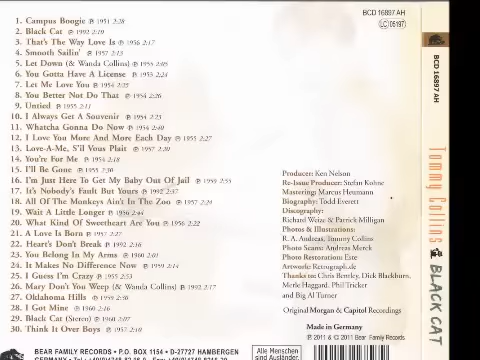 1. Campus Boogie ℗ 1951 2:28
2. Black Cat ℗ 1992 2:19
3. That's The Way Love Is ℗ 1956 2:17
4. Smooth Sailin' ℗ 1957 2:13
5. Let Down (& Wanda Collins) ℗ 1955 2:05
6. You Gotta Have A License ℗ 1953 2:24
7. Let Me Love You ℗ 1954 2:25
8. You Better Not Do That ℗ 1954 2:26
9. Untied ℗ 1955 2:11
10. I Always Get A Souvenir ℗ 1954 2:23
11. Whatcha Gonna Do Now ℗ 1954 2:40
12. I Love You More And More Each Day ℗ 1955 2:27
13. Love-A-Me, S'il Vous Plait ℗ 1957 2:30
14. You're For Me ℗ 1954 2:18
15. I'll Be Gone ℗ 1955 2:30
16. I'm Just Here To Get My Baby Out Of Jail ℗ 1959 2:55
17. It's Nobody's Fault But Yours ℗ 1992 2:37
18. All Of The Monkeys Ain't In The Zoo ℗ 1957 2:24
19. Wait A Little Longer ℗ 1956 2:44
20. What Kind Of Sweetheart Are You ℗ 1956 2:22
21. A Love Is Born ℗ 1957 2:27
22. Heart's Don't Break ℗ 1992 2:16
23. You Belong In My Arms ℗ 1960 2:01
24. It Makes No Difference Now ℗ 1959 2:14
25. I Guess I'm Crazy ℗ 1955 2:53
26. Mary Don't You Weep (& Wanda Collins) ℗ 1992 2:17
27. Oklahoma Hills ℗ 1959 2:30
28. I Got Mine ℗ 1960 2:16
29. Black Cat (Stereo) ℗ 1960 2:07
30. Think It Over Boys ℗ 1957 2:18
BCD 16897 AH
LC 05197
Producer: Ken Nelson
Re-Issue Producer: Stefan Kohne
Mastering: Marcus Heumann
Biography: Todd Everett
Discography:
Richard Weize & Patrick Milligan
Photos & Illustrations:
R. A. Andreas, Tommy Collins
Photo Scans: Andreas Merck
Photo Restoration: Este
Artwork: Retrograph.de
Thanks to: Chris Bentley, Dick Blackburn,
Merle Haggard, Phil Tricker
and Big Al Turner
Original Morgan & Capitol Recordings
Made in Germany
℗ 2011 & © 2011 Bear Family Records
BEAR FAMILY RECORDS • P.O. BOX 1154 • D-27727 HAMBERGEN
Alle Menschen
sind Ausländer.
BCD 16897 AH
Tommy Collins
BLACK CAT